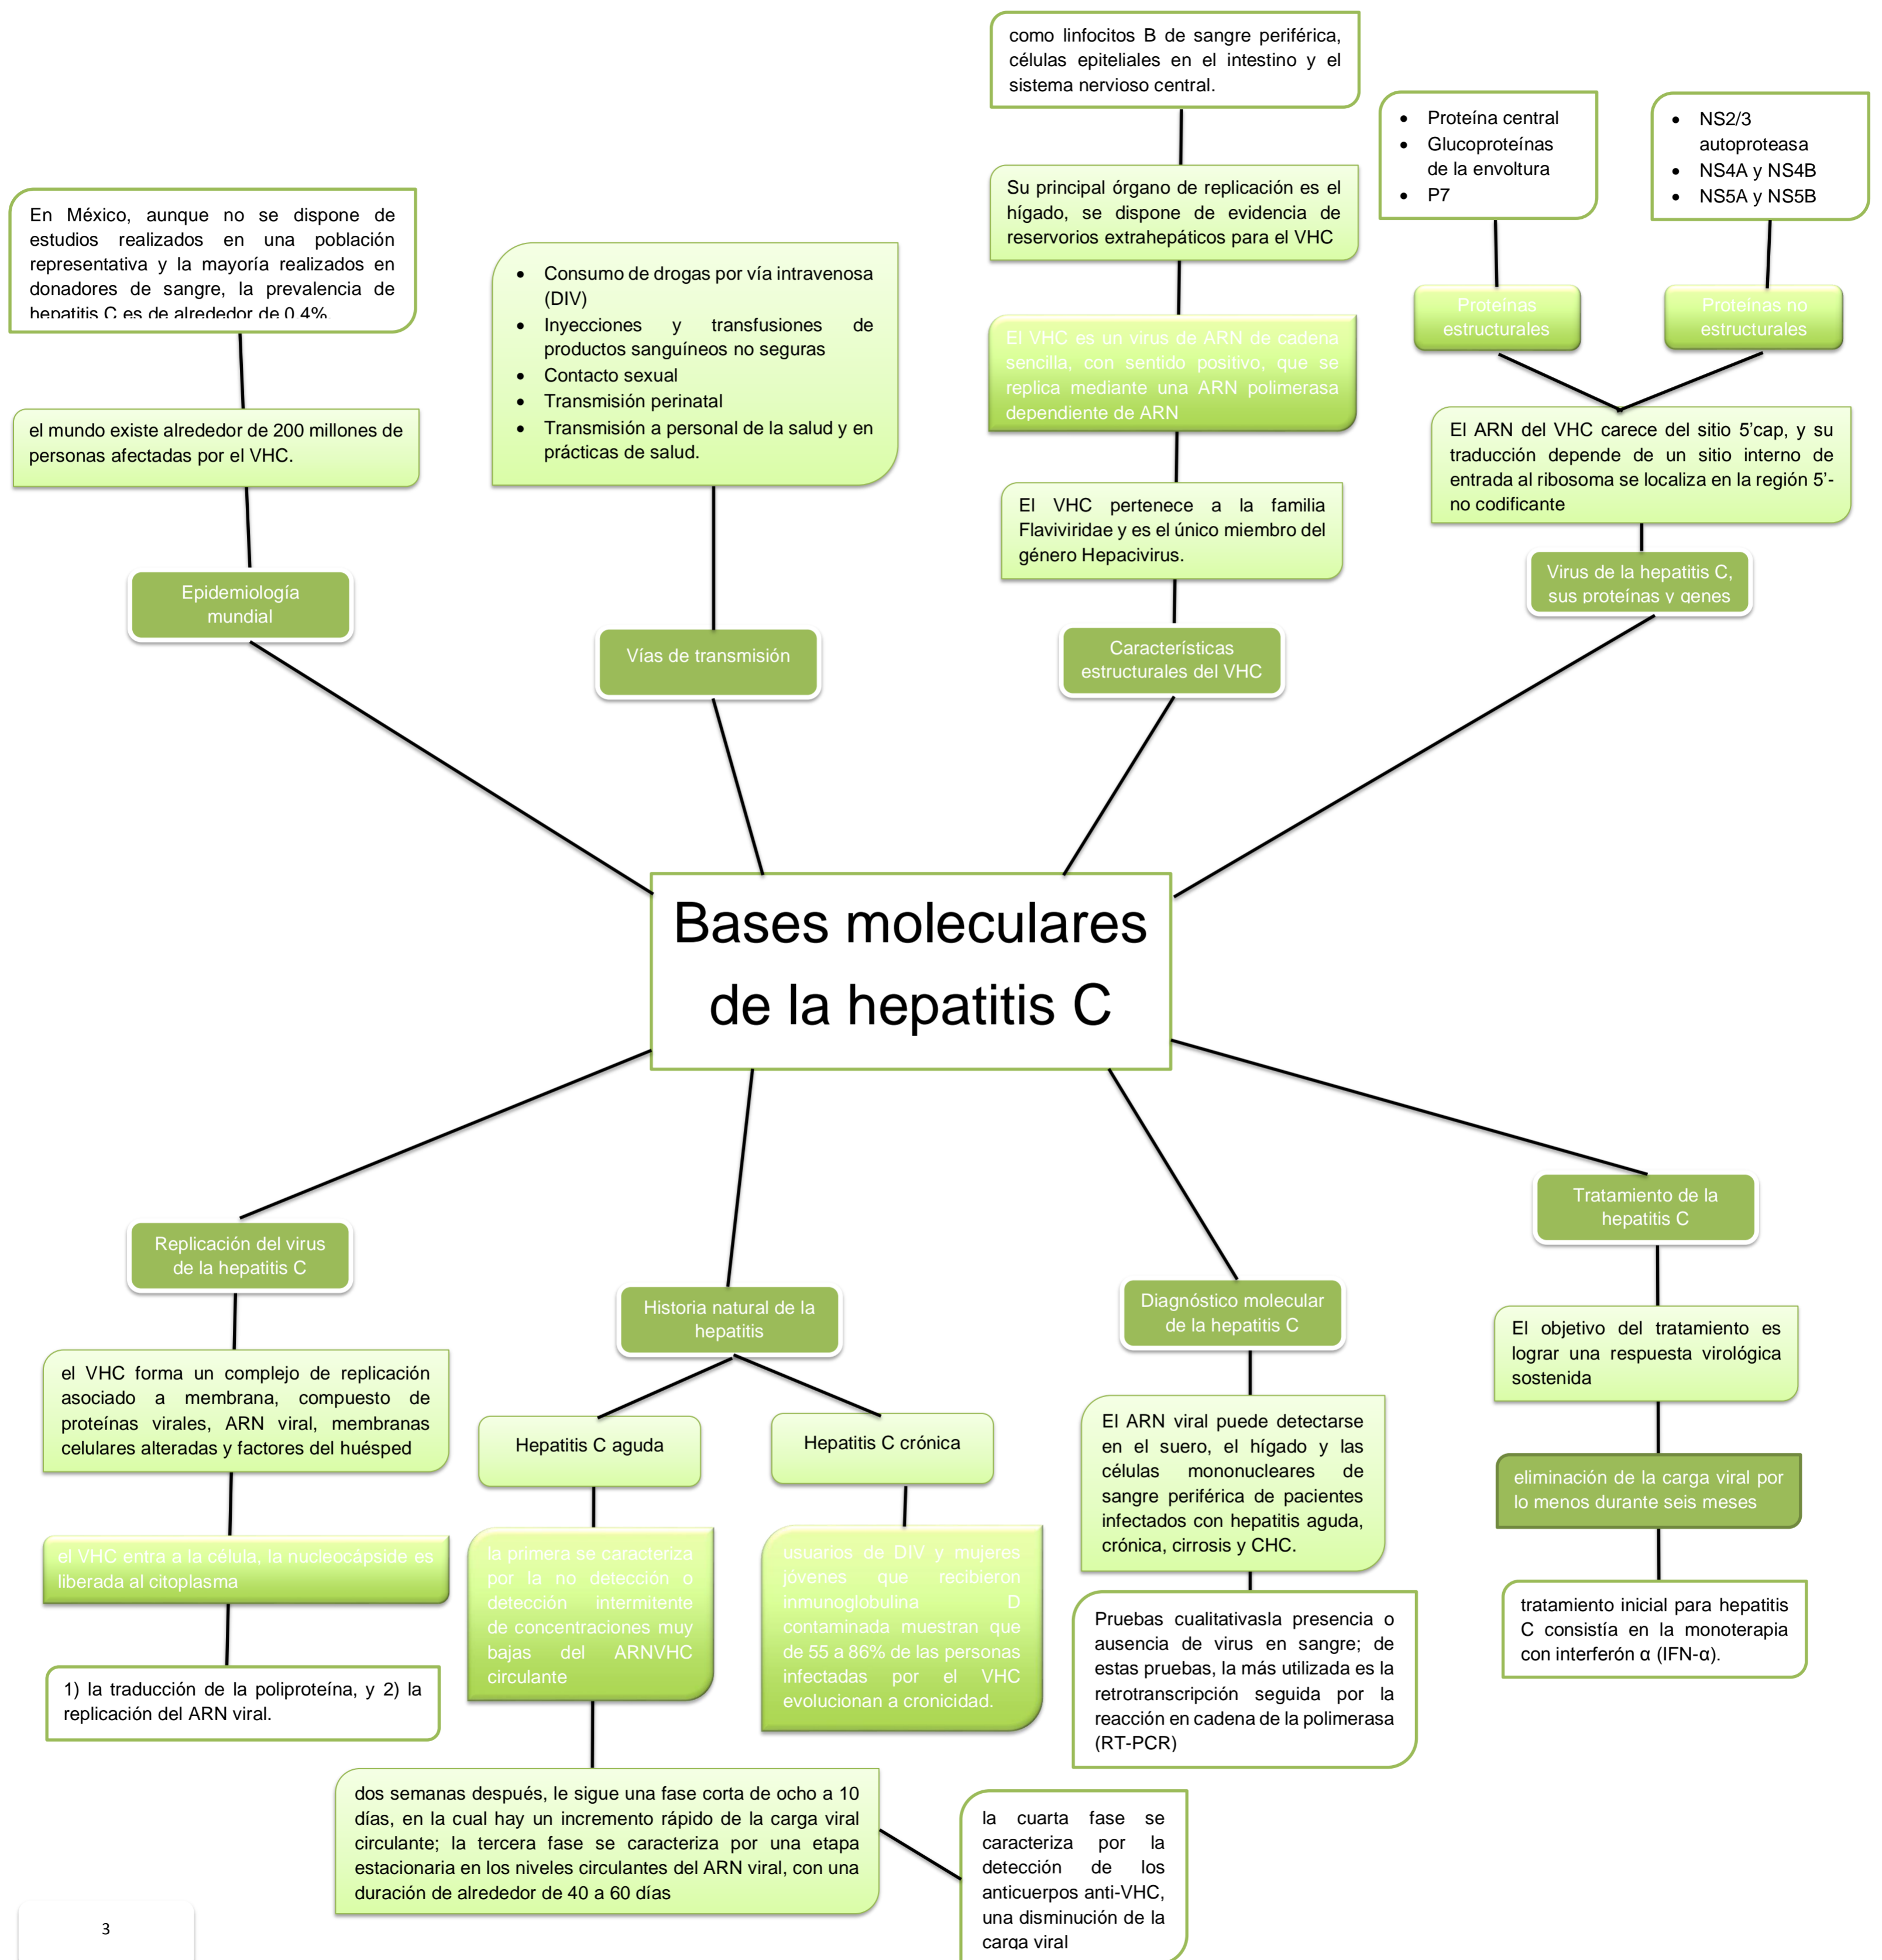 como linfocitos B de sangre periférica,
células epiteliales en el intestino y el
sistema nervioso central.
Su principal órgano de replicación es el
hígado, se dispone de evidencia de
reservorios extrahepáticos para el VHC
El VHC es un virus de ARN de cadena
sencilla, con sentido positivo, que se
replica mediante una ARN polimerasa
dependiente de ARN
El VHC pertenece a la familia
Flaviviridae y es el único miembro del
género Hepacivirus.
Características
estructurales del VHC
• Proteína central
• Glucoproteínas
de la envoltura
• P7
Proteínas
estructurales
• NS2/3
autoproteasa
• NS4A y NS4B
• NS5A y NS5B
Proteínas no
estructurales
El ARN del VHC carece del sitio 5’cap, y su
traducción depende de un sitio interno de
entrada al ribosoma se localiza en la región 5’-
no codificante
Virus de la hepatitis C,
sus proteínas y genes
En México, aunque no se dispone de
estudios realizados en una población
representativa y la mayoría realizados en
donadores de sangre, la prevalencia de
hepatitis C es de alrededor de 0.4%.
el mundo existe alrededor de 200 millones de
personas afectadas por el VHC.
Epidemiología
mundial
• Consumo de drogas por vía intravenosa
(DIV)
• Inyecciones y transfusiones de
productos sanguíneos no seguras
• Contacto sexual
• Transmisión perinatal
• Transmisión a personal de la salud y en
prácticas de salud.
Vías de transmisión
Bases moleculares
de la hepatitis C
Replicación del virus
de la hepatitis C
el VHC forma un complejo de replicación
asociado a membrana, compuesto de
proteínas virales, ARN viral, membranas
celulares alteradas y factores del huésped
el VHC entra a la célula, la nucleocápside es
liberada al citoplasma
1) la traducción de la poliproteína, y 2) la
replicación del ARN viral.
Historia natural de la
hepatitis
Hepatitis C aguda
la primera se caracteriza
por la no detección o
detección intermitente
de concentraciones muy
bajas del ARNVHC
circulante
dos semanas después, le sigue una fase corta de ocho a 10
días, en la cual hay un incremento rápido de la carga viral
circulante; la tercera fase se caracteriza por una etapa
estacionaria en los niveles circulantes del ARN viral, con una
duración de alrededor de 40 a 60 días
la cuarta fase se
caracteriza por la
detección de los
anticuerpos anti-VHC,
una disminución de la
carga viral
Hepatitis C crónica
usuarios de DIV y mujeres
jóvenes que recibieron
inmunoglobulina D
contaminada muestran que
de 55 a 86% de las personas
infectadas por el VHC
evolucionan a cronicidad.
Diagnóstico molecular
de la hepatitis C
El ARN viral puede detectarse
en el suero, el hígado y las
células mononucleares de
sangre periférica de pacientes
infectados con hepatitis aguda,
crónica, cirrosis y CHC.
Pruebas cualitativasla presencia o
ausencia de virus en sangre; de
estas pruebas, la más utilizada es la
retrotranscripción seguida por la
reacción en cadena de la polimerasa
(RT-PCR)
Tratamiento de la
hepatitis C
El objetivo del tratamiento es
lograr una respuesta virológica
sostenida
eliminación de la carga viral por
lo menos durante seis meses
tratamiento inicial para hepatitis
C consistía en la monoterapia
con interferón α (IFN-α).
3